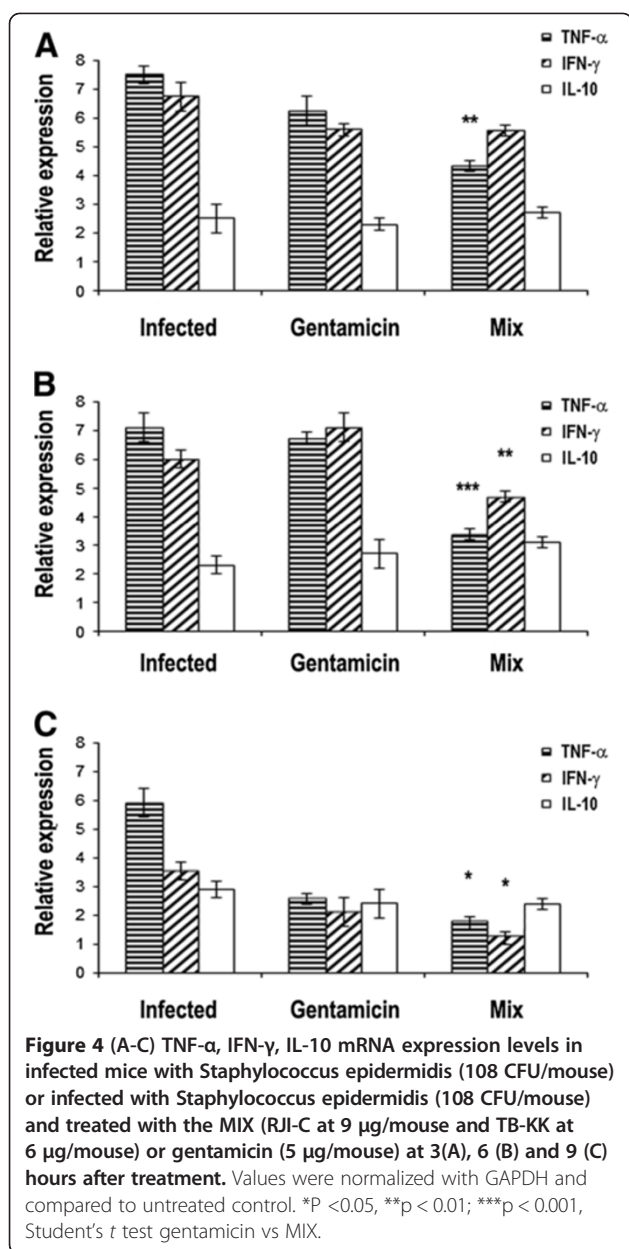 A
TNF-α
IFN-γ
IL-10
Relative expression
8
7
6
5
4
3
2
1
0
**
Infected
Gentamicin
Mix
B
TNF-α
IFN-γ
IL-10
Relative expression
8
7
6
5
4
3
2
1
0
***
**
Infected
Gentamicin
Mix
C
TNF-α
IFN-γ
IL-10
Relative expression
8
7
6
5
4
3
2
1
0
*
*
Infected
Gentamicin
Mix
Figure 4 (A-C) TNF-α, IFN-γ, IL-10 mRNA expression levels in
infected mice with Staphylococcus epidermidis (108 CFU/mouse)
or infected with Staphylococcus epidermidis (108 CFU/mouse)
and treated with the MIX (RJI-C at 9 μg/mouse and TB-KK at
6 μg/mouse) or gentamicin (5 μg/mouse) at 3(A), 6 (B) and 9 (C)
hours after treatment. Values were normalized with GAPDH and
compared to untreated control. *P <0.05, **p < 0.01; ***p < 0.001,
Student's t test gentamicin vs MIX.